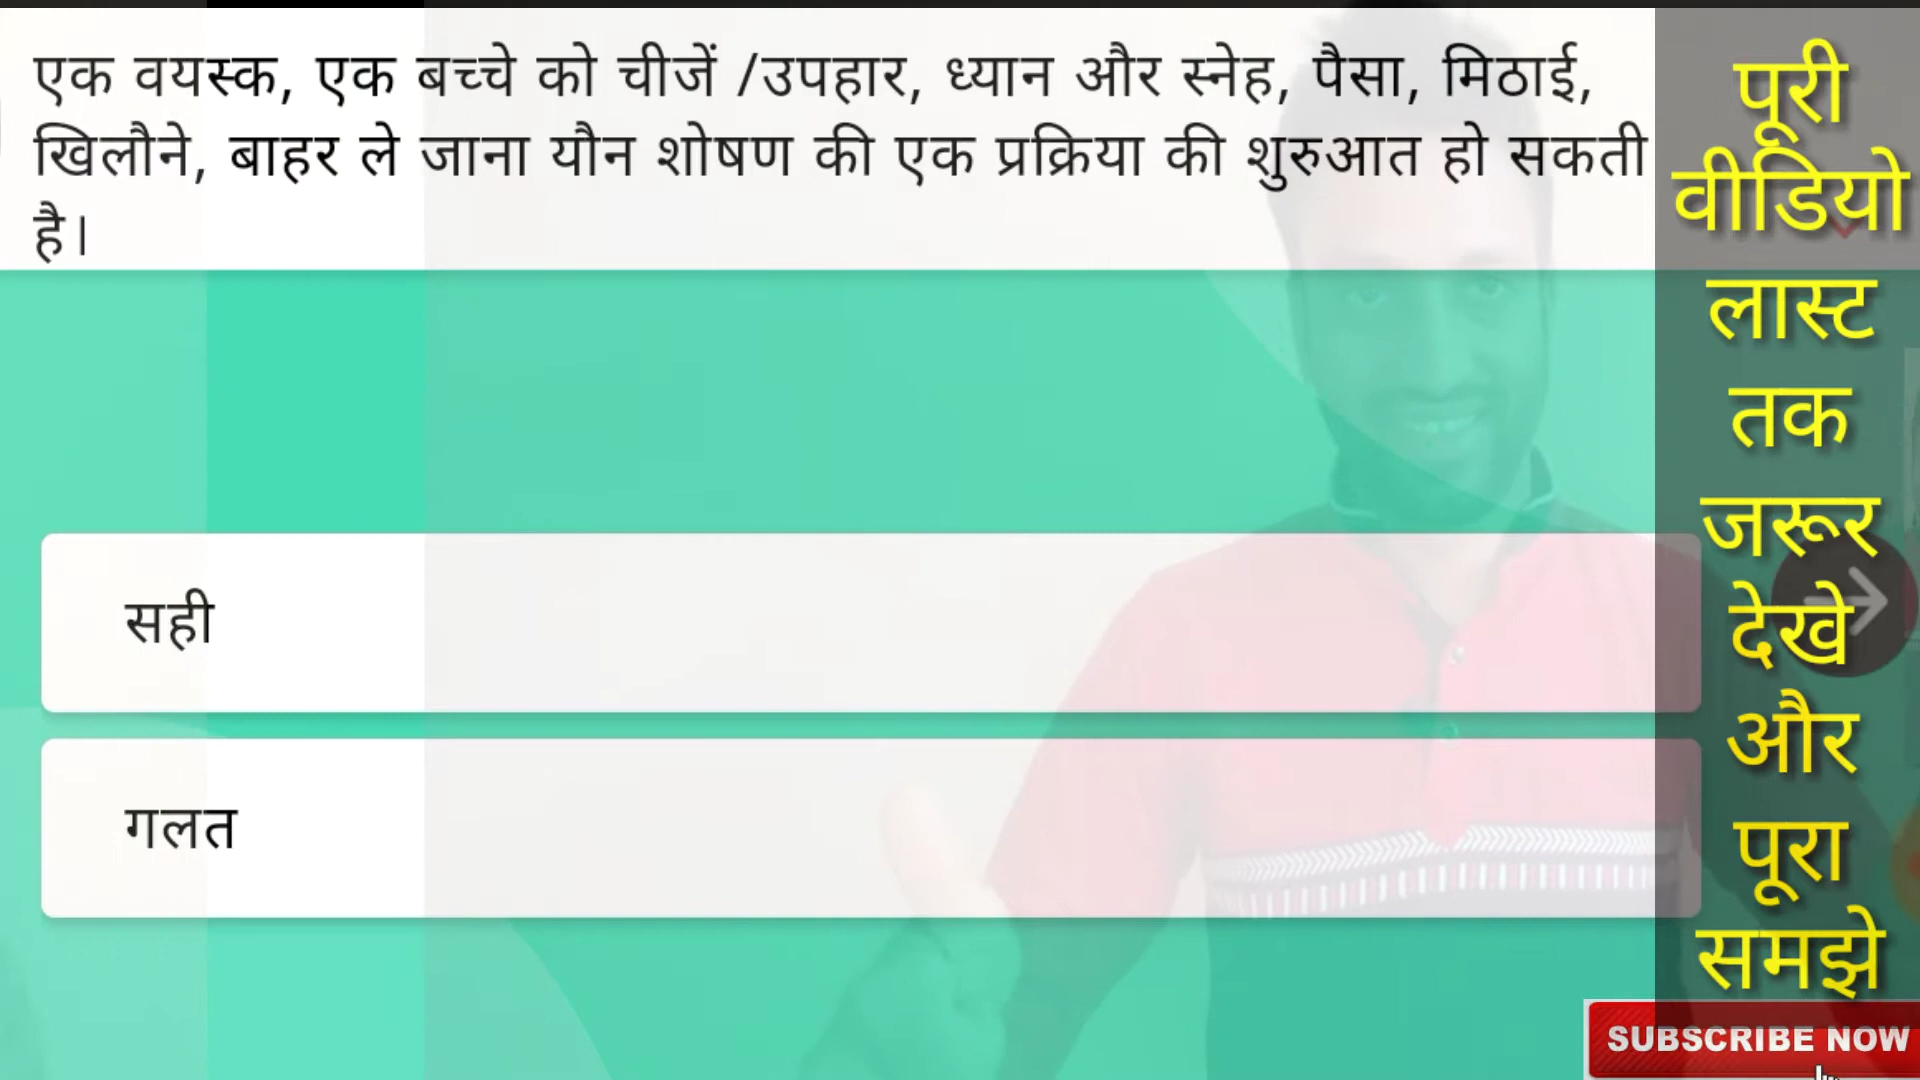 एक वयस्क, एक बच्चे को चीजें /उपहार, ध्यान और स्नेह, पैसा, मिठाई,
खिलौने, बाहर ले जाना यौन शोषण की एक प्रक्रिया की शुरुआत हो सकती
है।
सही
गलत
पूरी
वीडियो
लास्ट
तक
जरूर
देखे
और
पूरा
समझे
SUBSCRIBE NOW